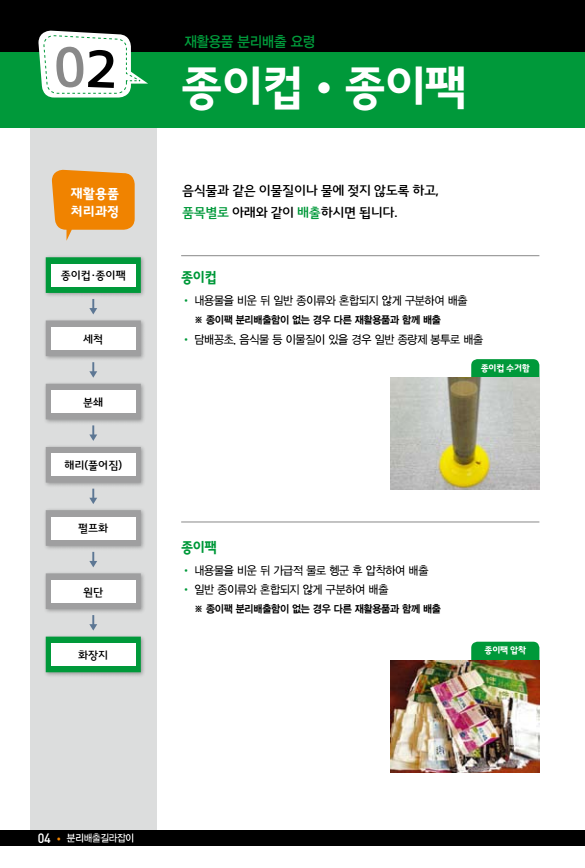 재활용품 분리배출 요령
02
종이컵 • 종이팩
재활용품
처리과정
종이컵·종이팩
세척
분쇄
해리(풀어짐)
펄프화
원단
화장지
음식물과 같은 이물질이나 물에 젖지 않도록 하고,
품목별로 아래와 같이 배출하시면 됩니다.
종이컵
• 내용물을 비운 뒤 일반 종이류와 혼합되지 않게 구분하여 배출
※ 종이팩 분리배출함이 없는 경우 다른 재활용품과 함께 배출
• 담배꽁초, 음식물 등 이물질이 있을 경우 일반 종량제 봉투로 배출
종이컵 수거함
종이팩
• 내용물을 비운 뒤 가급적 물로 헹군 후 압착하여 배출
• 일반 종이류와 혼합되지 않게 구분하여 배출
※ 종이팩 분리배출함이 없는 경우 다른 재활용품과 함께 배출
종이팩 압착
04 • 분리배출길라잡이